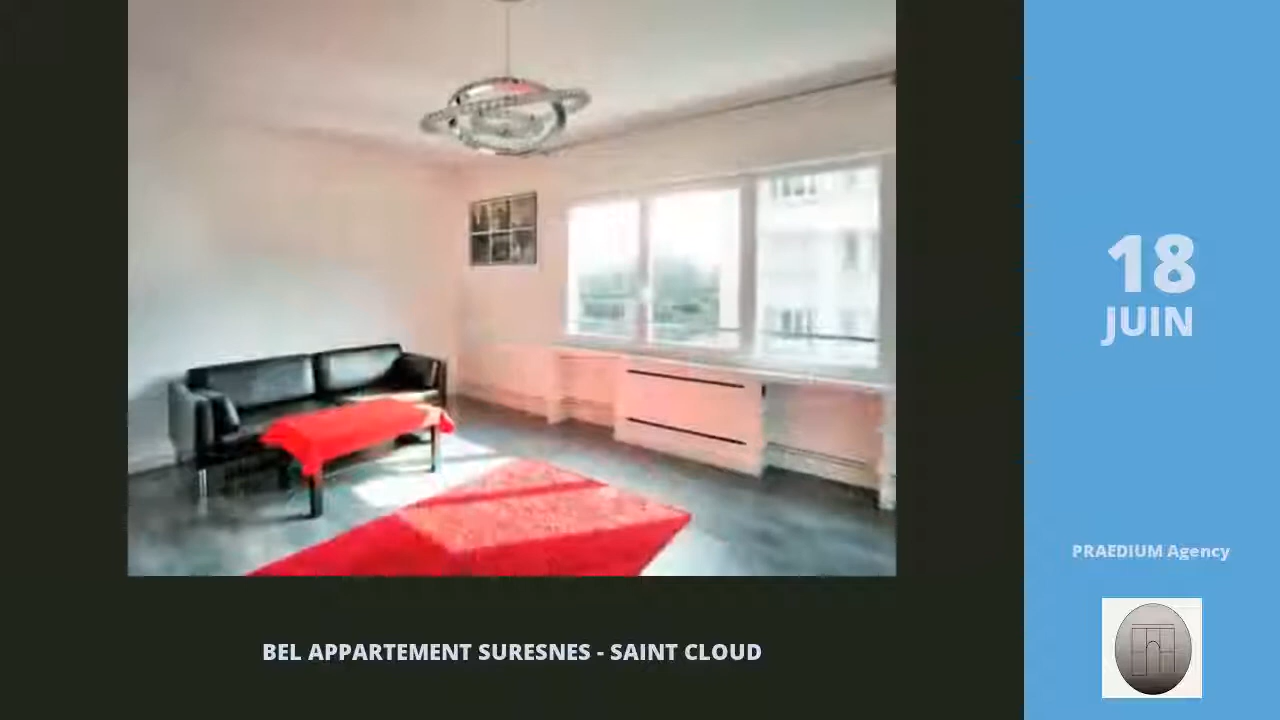 18
JUIN
PRAEDIUM Agency
BEL APPARTEMENT SURESNES - SAINT CLOUD